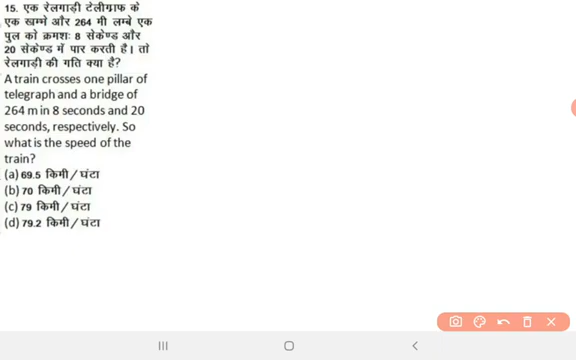 15. एक रेलगाड़ी टेलीग्राफ के
एक खम्भे और 264 मी लम्बे एक
पुल को क्रमशः 8 सेकेण्ड और
20 सेकेण्ड में पार करती है। तो
रेलगाड़ी की गति क्या है?
A train crosses one pillar of
telegraph and a bridge of
264 m in 8 seconds and 20
seconds, respectively. So
what is the speed of the
train?
(a) 69.5 किमी/घंटा
(b) 70 किमी/घंटा
(c) 79 किमी/घंटा
(d) 79.2 किमी/घंटा